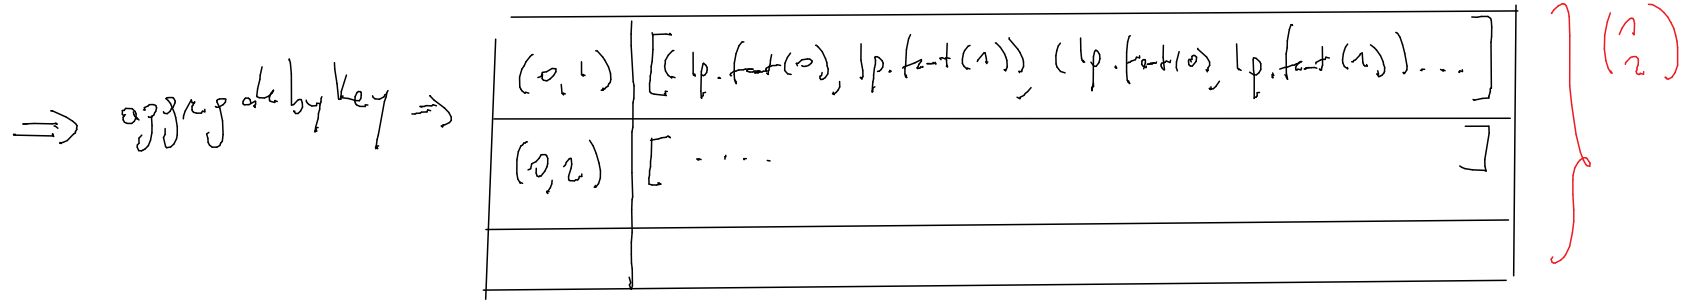 ⇒ aggregatebykey ⇒
(0,1) [(lp.feat(0), lp.feat(1)), (lp.feat(0), lp.feat(1)) ... ]
(0,2) [ .... ]
(1
2)